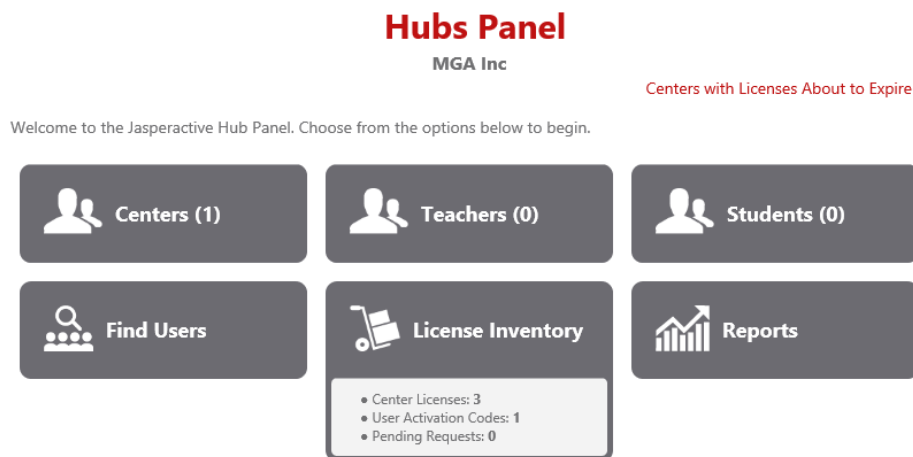 Hubs Panel
MGA Inc
Centers with Licenses About to Expire
Welcome to the Jasperactive Hub Panel. Choose from the options below to begin.
Centers (1)
Teachers (0)
Students (0)
Find Users
License Inventory
Reports
● Center Licenses: 3
● User Activation Codes: 1
● Pending Requests: 0